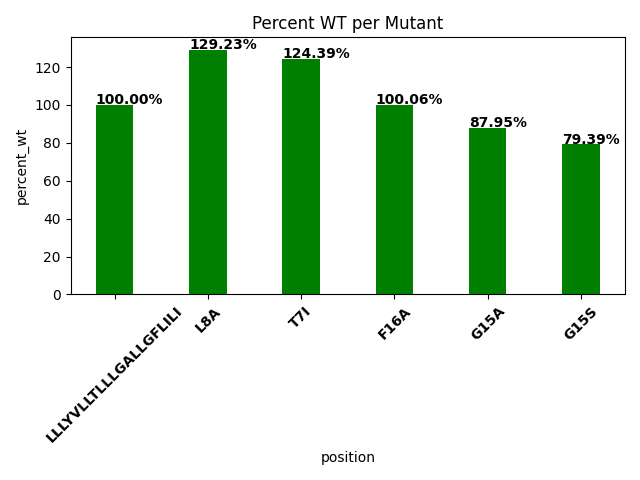 Percent WT per Mutant
percent_wt
120
100
80
60
40
20
0
100.00%
129.23%
124.39%
100.06%
87.95%
79.39%
LLLYVLLTLLLGALLGFLILI
L8A
T7I
F16A
G15A
G15S
position